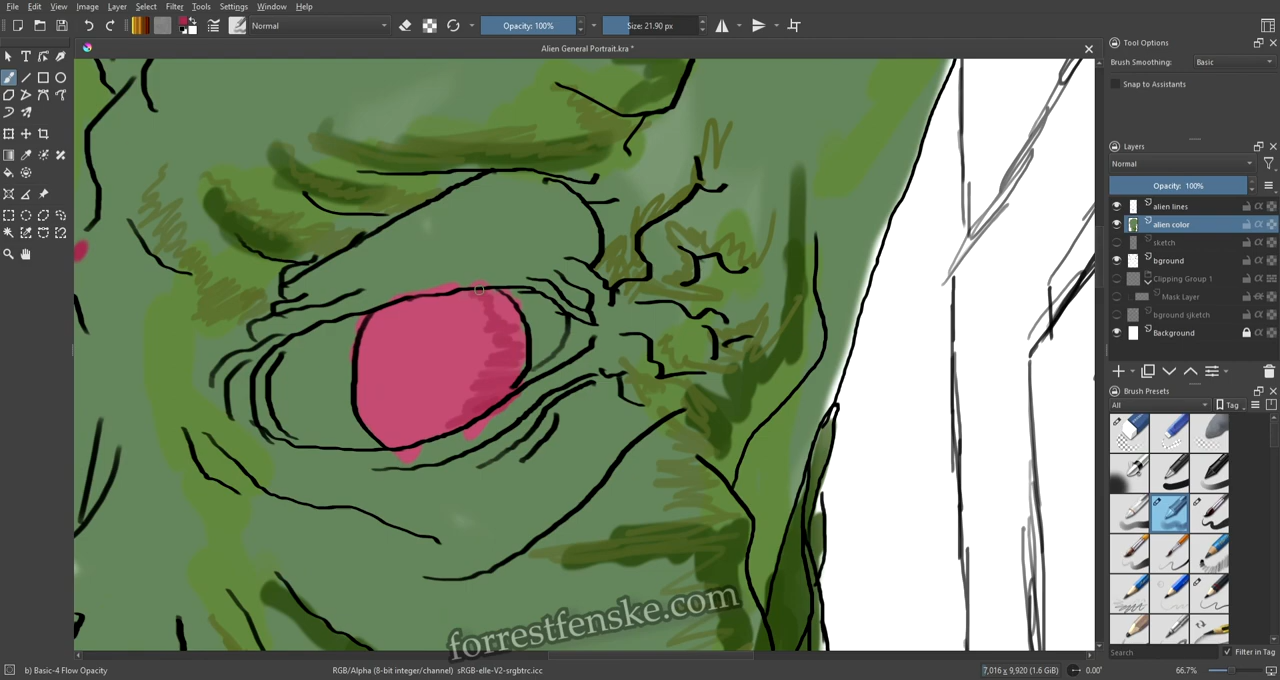 File Edit View Image Layer Select Filter Tools Settings Window Help
Normal Opacity: 100% Size: 21.90 px
Alien General Portrait.kra *
Tool Options
Brush Smoothing: Basic
Snap to Assistants
Layers
Normal
Opacity: 100%
alien lines
alien color
sketch
bground
Clipping Group 1
Mask Layer
bground sjketch
Background
Brush Presets
All Tag
Search Filter in Tag
forrestfenske.com
b) Basic-4 Flow Opacity RGB/Alpha (8-bit integer/channel) sRGB-elle-V2-srgbtrc.icc 7,016 x 9,920 (1.6 GiB) 0.00° 66.7%